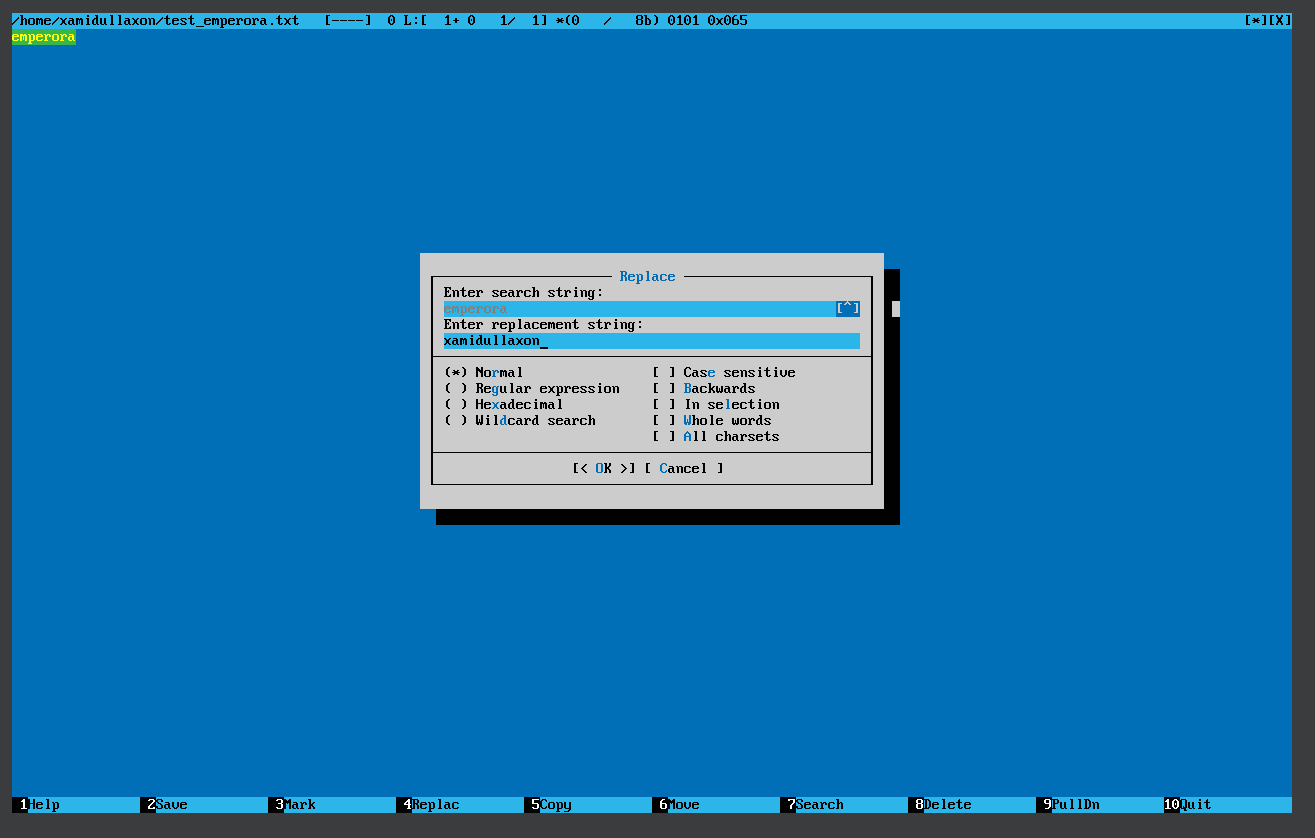 /home/xamidullaxon/test_emperora.txt   [----]  0 L:[  1+ 0   1/  1] *(0   /   8b) 0101 0x065 [*][X]
emperora
Replace
Enter search string:
emperora [^]
Enter replacement string:
xamidullaxon_
(*) Normal [ ] Case sensitive
( ) Regular expression [ ] Backwards
( ) Hexadecimal [ ] In selection
( ) Wildcard search [ ] Whole words
[ ] All charsets
[< OK >] [ Cancel ]
1Help 2Save 3Mark 4Replac 5Copy 6Move 7Search 8Delete 9PullDn 10Quit